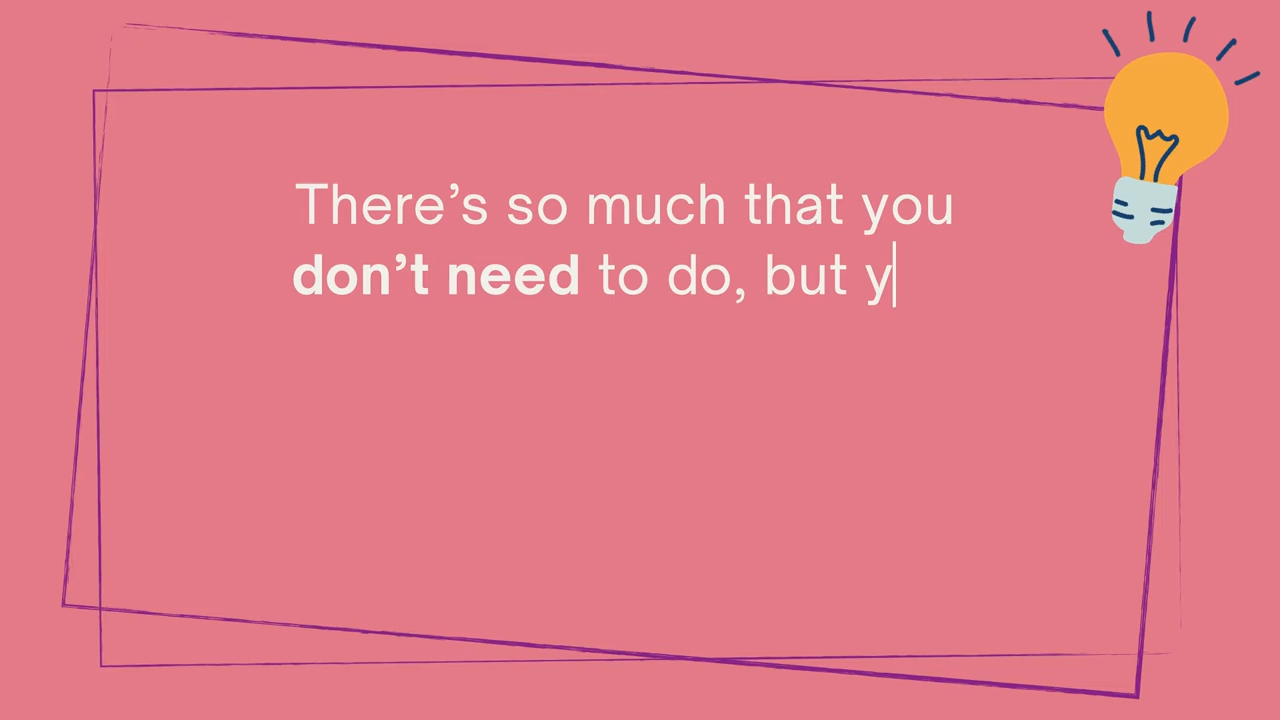 There’s so much that you
don’t need to do, but y